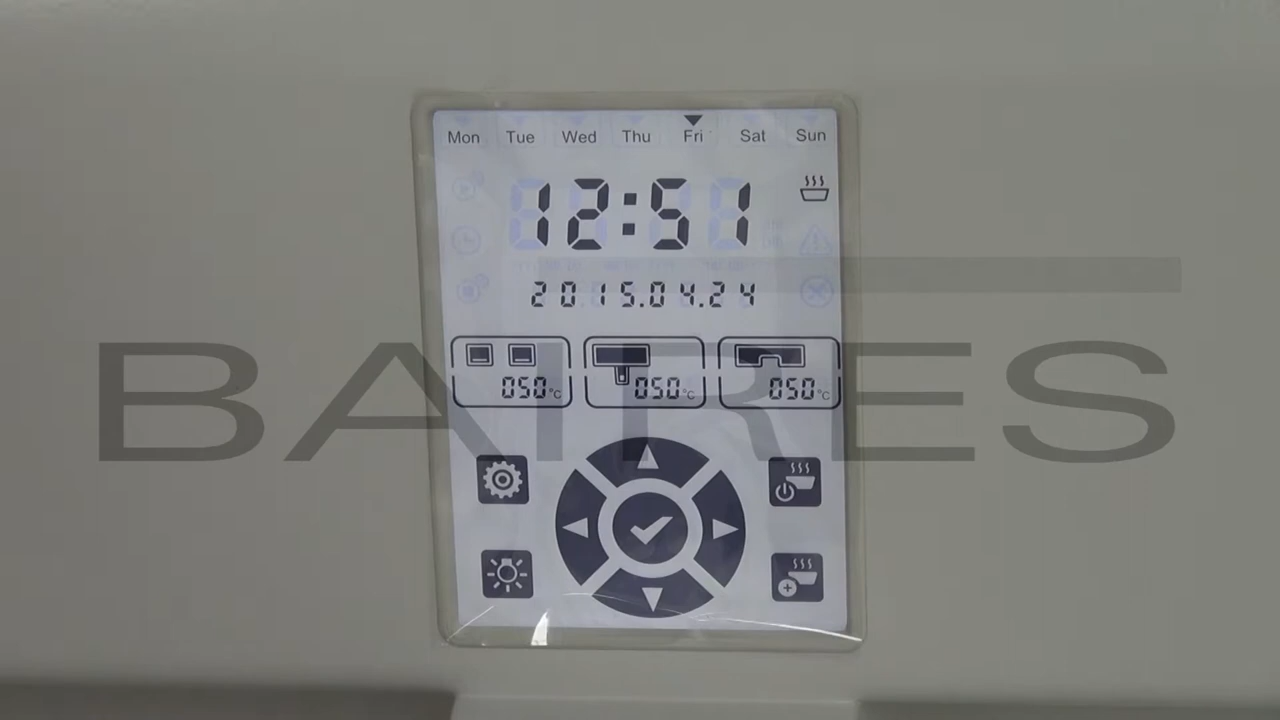 Mon Tue Wed Thu Fri Sat Sun
12:51
2015.04.24
050°C 050°C 050°C
BAIRES